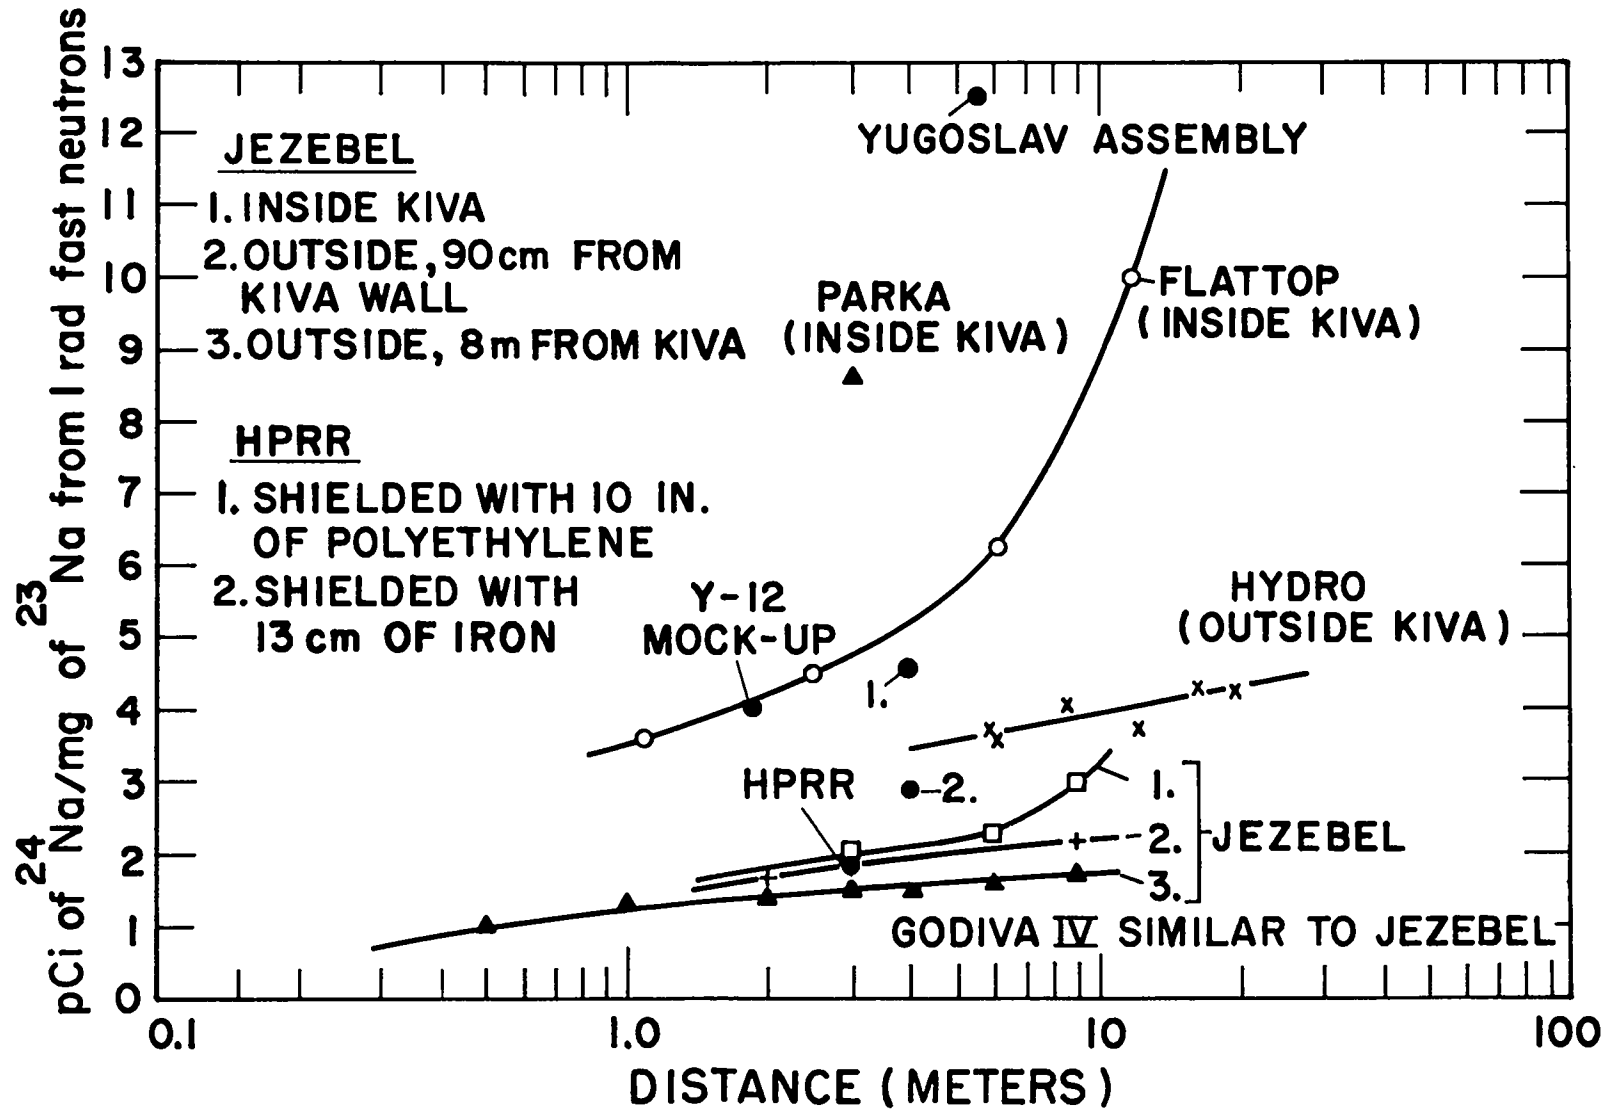 pCi of ²⁴Na/mg of ²³Na from 1 rad fast neutrons
13
12
11
10
9
8
7
6
5
4
3
2
1
0
JEZEBEL
1. INSIDE KIVA
2. OUTSIDE, 90cm FROM
KIVA WALL
3. OUTSIDE, 8m FROM KIVA
HPRR
1. SHIELDED WITH 10 IN.
OF POLYETHYLENE
2. SHIELDED WITH
13 cm OF IRON
YUGOSLAV ASSEMBLY
PARKA
(INSIDE KIVA)
FLATTOP
(INSIDE KIVA)
Y-12
MOCK-UP
1.
HYDRO
(OUTSIDE KIVA)
HPRR
2.
1.
2.
3.
JEZEBEL
GODIVA IV SIMILAR TO JEZEBEL
0.1
1.0
10
100
DISTANCE (METERS)